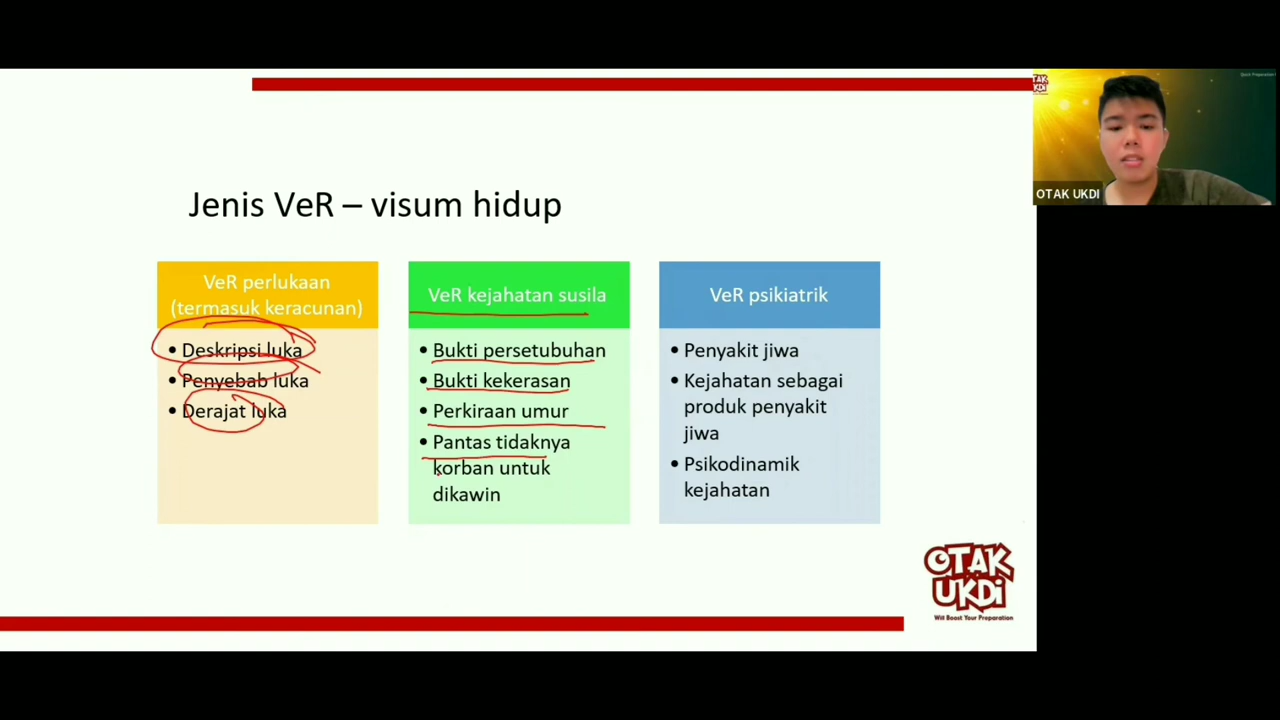 OTAK UKDI
Jenis VeR – visum hidup
VeR perlukaan
(termasuk keracunan)
• Deskripsi luka
• Penyebab luka
• Derajat luka
VeR kejahatan susila
• Bukti persetubuhan
• Bukti kekerasan
• Perkiraan umur
• Pantas tidaknya
korban untuk
dikawin
VeR psikiatrik
• Penyakit jiwa
• Kejahatan sebagai
produk penyakit
jiwa
• Psikodinamik
kejahatan
OTAK
UKDI
Will Boost Your Preparation